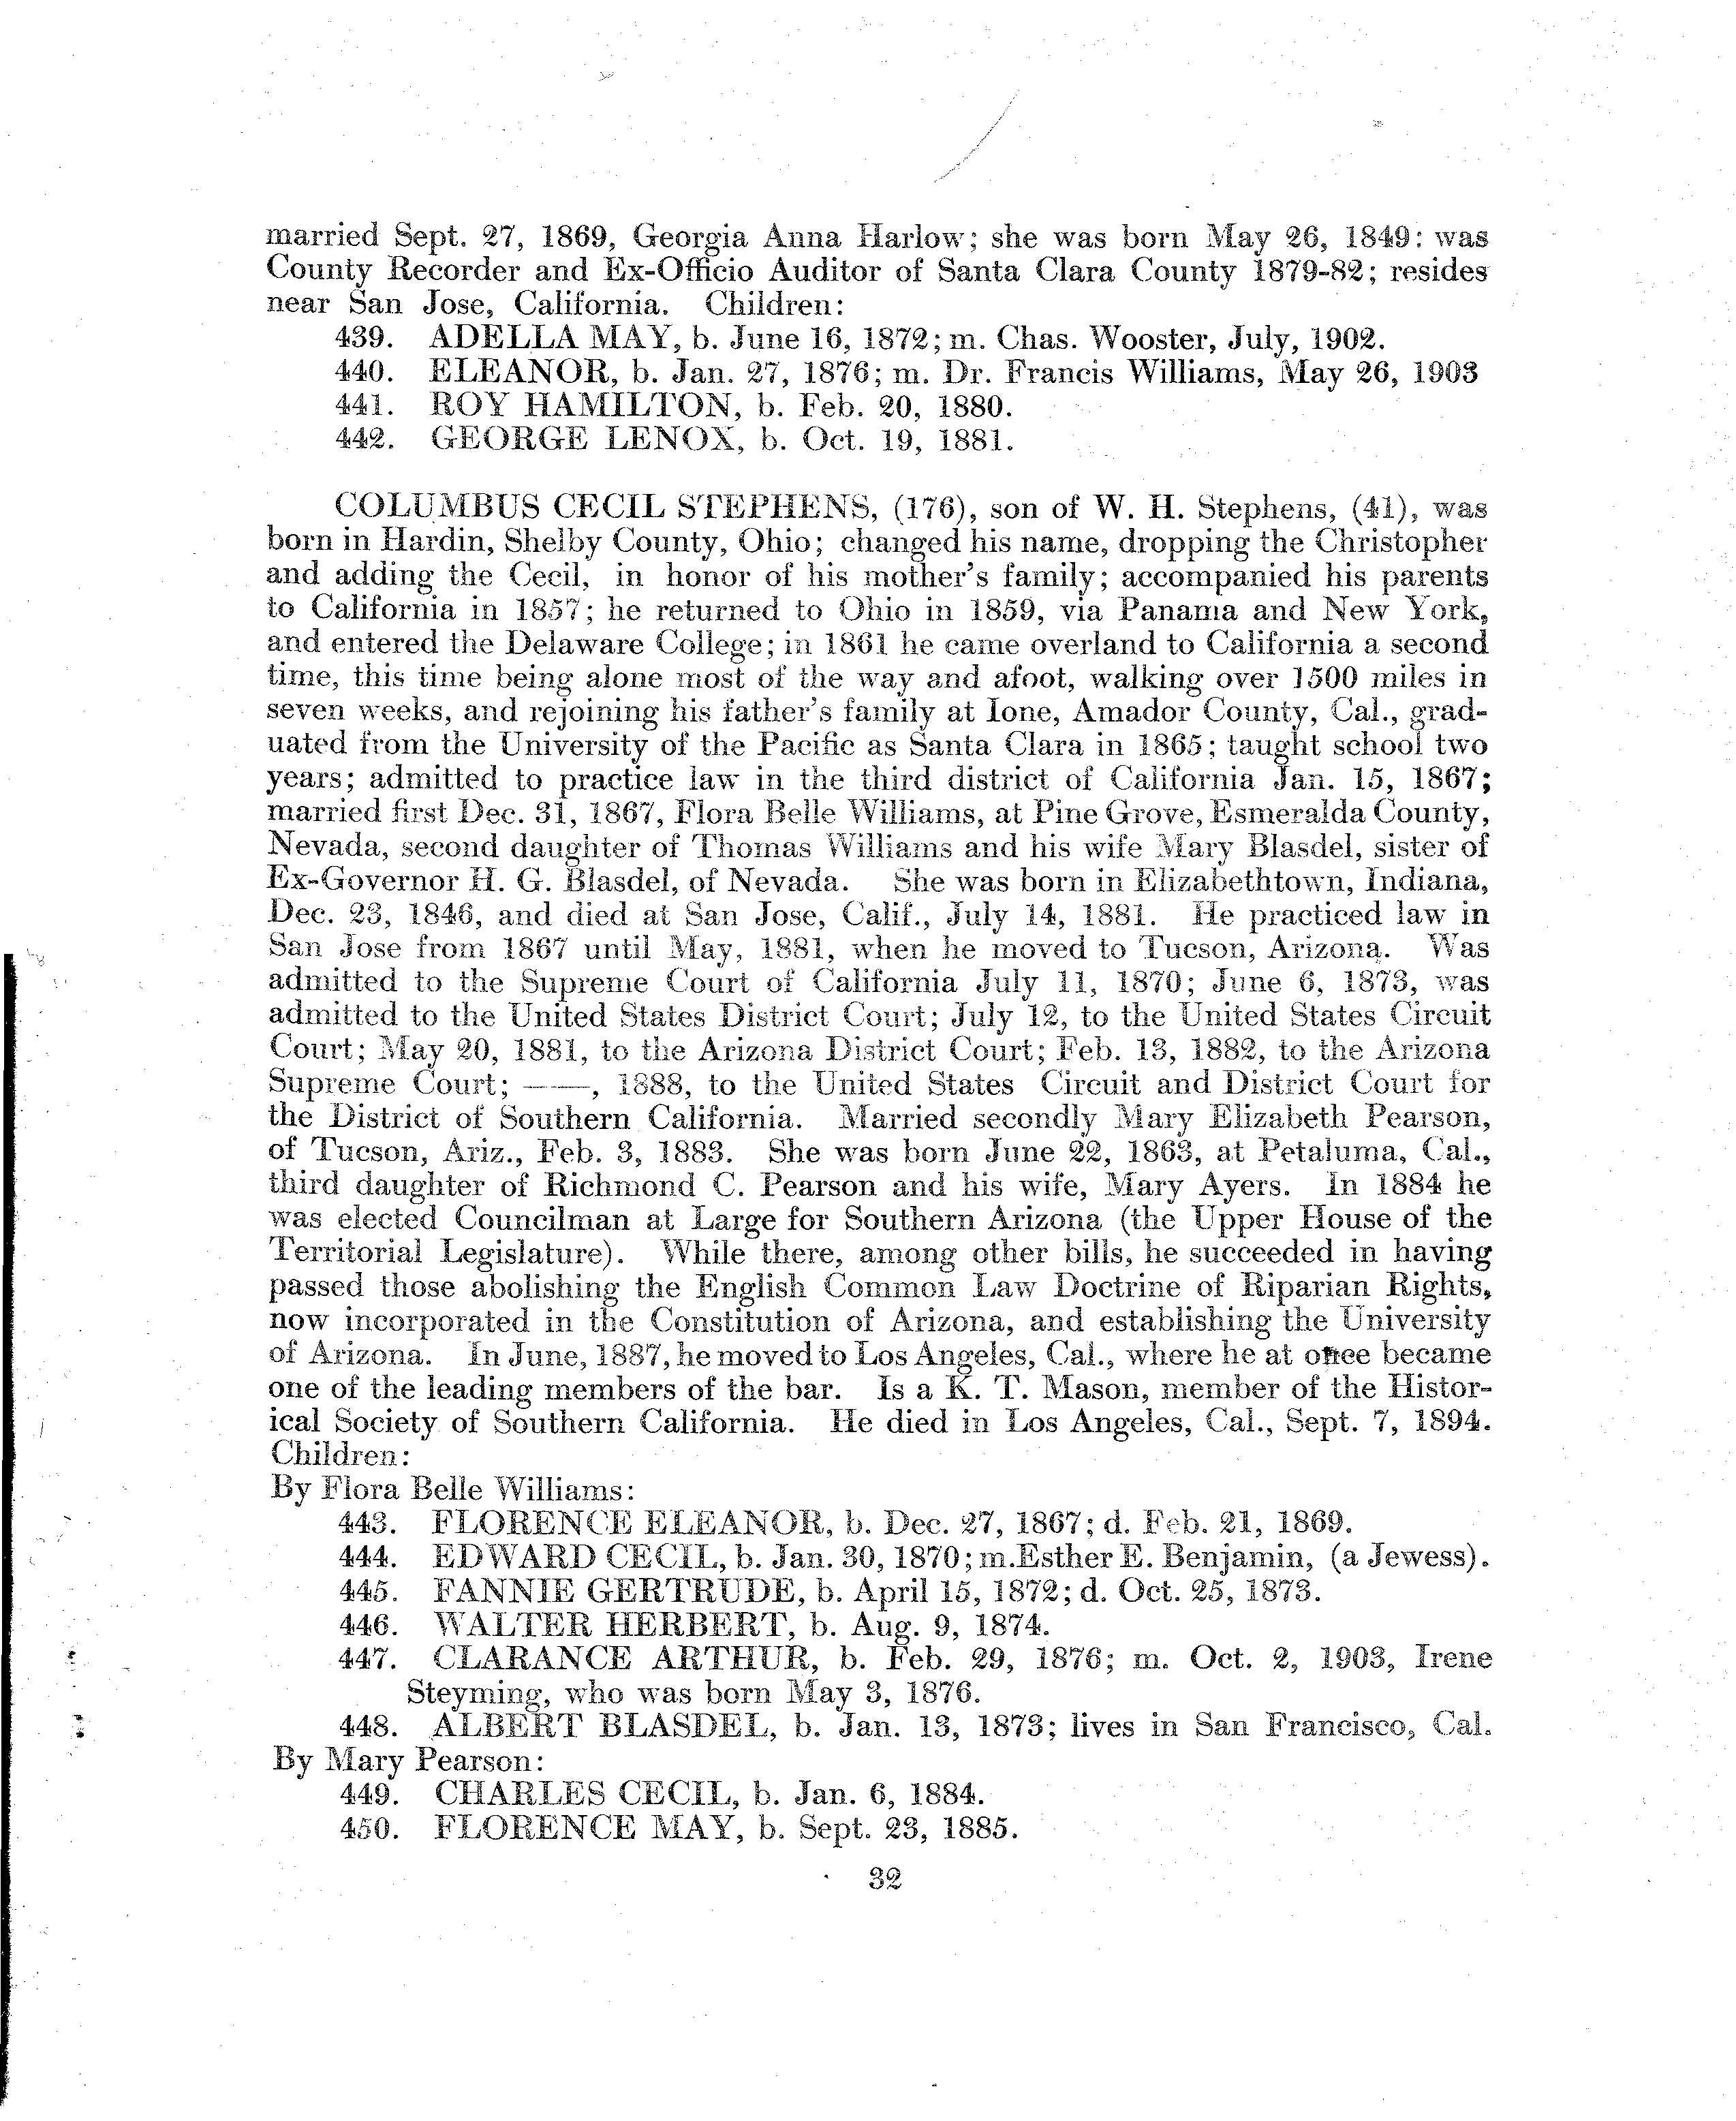 married Sept. 27, 1869, Georgia Anna Harlow; she was born May 26, 1849: was
County Recorder and Ex-Officio Auditor of Santa Clara County 1879-82; resides
near San Jose, California. Children:
439. ADELLA MAY, b. June 16, 1872; m. Chas. Wooster, July, 1902.
440. ELEANOR, b. Jan. 27, 1876; m. Dr. Francis Williams, May 26, 1903
441. ROY HAMILTON, b. Feb. 20, 1880.
442. GEORGE LENOX, b. Oct. 19, 1881.
COLUMBUS CECIL STEPHENS, (176), son of W. H. Stephens, (41), was
born in Hardin, Shelby County, Ohio; changed his name, dropping the Christopher
and adding the Cecil, in honor of his mother's family; accompanied his parents
to California in 1857; he returned to Ohio in 1859, via Panama and New York,
and entered the Delaware College; in 1861 he came overland to California a second
time, this time being alone most of the way and afoot, walking over 1500 miles in
seven weeks, and rejoining his father's family at Ione, Amador County, Cal., grad-
uated from the University of the Pacific as Santa Clara in 1865; taught school two
years; admitted to practice law in the third district of California Jan. 15, 1867;
married first Dec. 31, 1867, Flora Belle Williams, at Pine Grove, Esmeralda County,
Nevada, second daughter of Thomas Williams and his wife Mary Blasdel, sister of
Ex-Governor H. G. Blasdel, of Nevada. She was born in Elizabethtown, Indiana,
Dec. 23, 1846, and died at San Jose, Calif., July 14, 1881. He practiced law in
San Jose from 1867 until May, 1881, when he moved to Tucson, Arizona. Was
admitted to the Supreme Court of California July 11, 1870; June 6, 1873, was
admitted to the United States District Court; July 12, to the United States Circuit
Court; May 20, 1881, to the Arizona District Court; Feb. 13, 1882, to the Arizona
Supreme Court; ——, 1888, to the United States Circuit and District Court for
the District of Southern California. Married secondly Mary Elizabeth Pearson,
of Tucson, Ariz., Feb. 3, 1883. She was born June 22, 1863, at Petaluma, Cal.,
third daughter of Richmond C. Pearson and his wife, Mary Ayers. In 1884 he
was elected Councilman at Large for Southern Arizona (the Upper House of the
Territorial Legislature). While there, among other bills, he succeeded in having
passed those abolishing the English Common Law Doctrine of Riparian Rights,
now incorporated in the Constitution of Arizona, and establishing the University
of Arizona. In June, 1887, he moved to Los Angeles, Cal., where he at once became
one of the leading members of the bar. Is a K. T. Mason, member of the Histor-
ical Society of Southern California. He died in Los Angeles, Cal., Sept. 7, 1894.
Children:
By Flora Belle Williams:
443. FLORENCE ELEANOR, b. Dec. 27, 1867; d. Feb. 21, 1869.
444. EDWARD CECIL, b. Jan. 30, 1870; m. Esther E. Benjamin, (a Jewess).
445. FANNIE GERTRUDE, b. April 15, 1872; d. Oct. 25, 1873.
446. WALTER HERBERT, b. Aug. 9, 1874.
447. CLARANCE ARTHUR, b. Feb. 29, 1876; m. Oct. 2, 1903, Irene
Steyming, who was born May 3, 1876.
448. ALBERT BLASDEL, b. Jan. 13, 1873; lives in San Francisco, Cal.
By Mary Pearson:
449. CHARLES CECIL, b. Jan. 6, 1884.
450. FLORENCE MAY, b. Sept. 23, 1885.
32